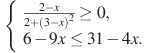 { (2−x)/(2+(3−x)²) ≥ 0,
6−9x ≤ 31−4x.